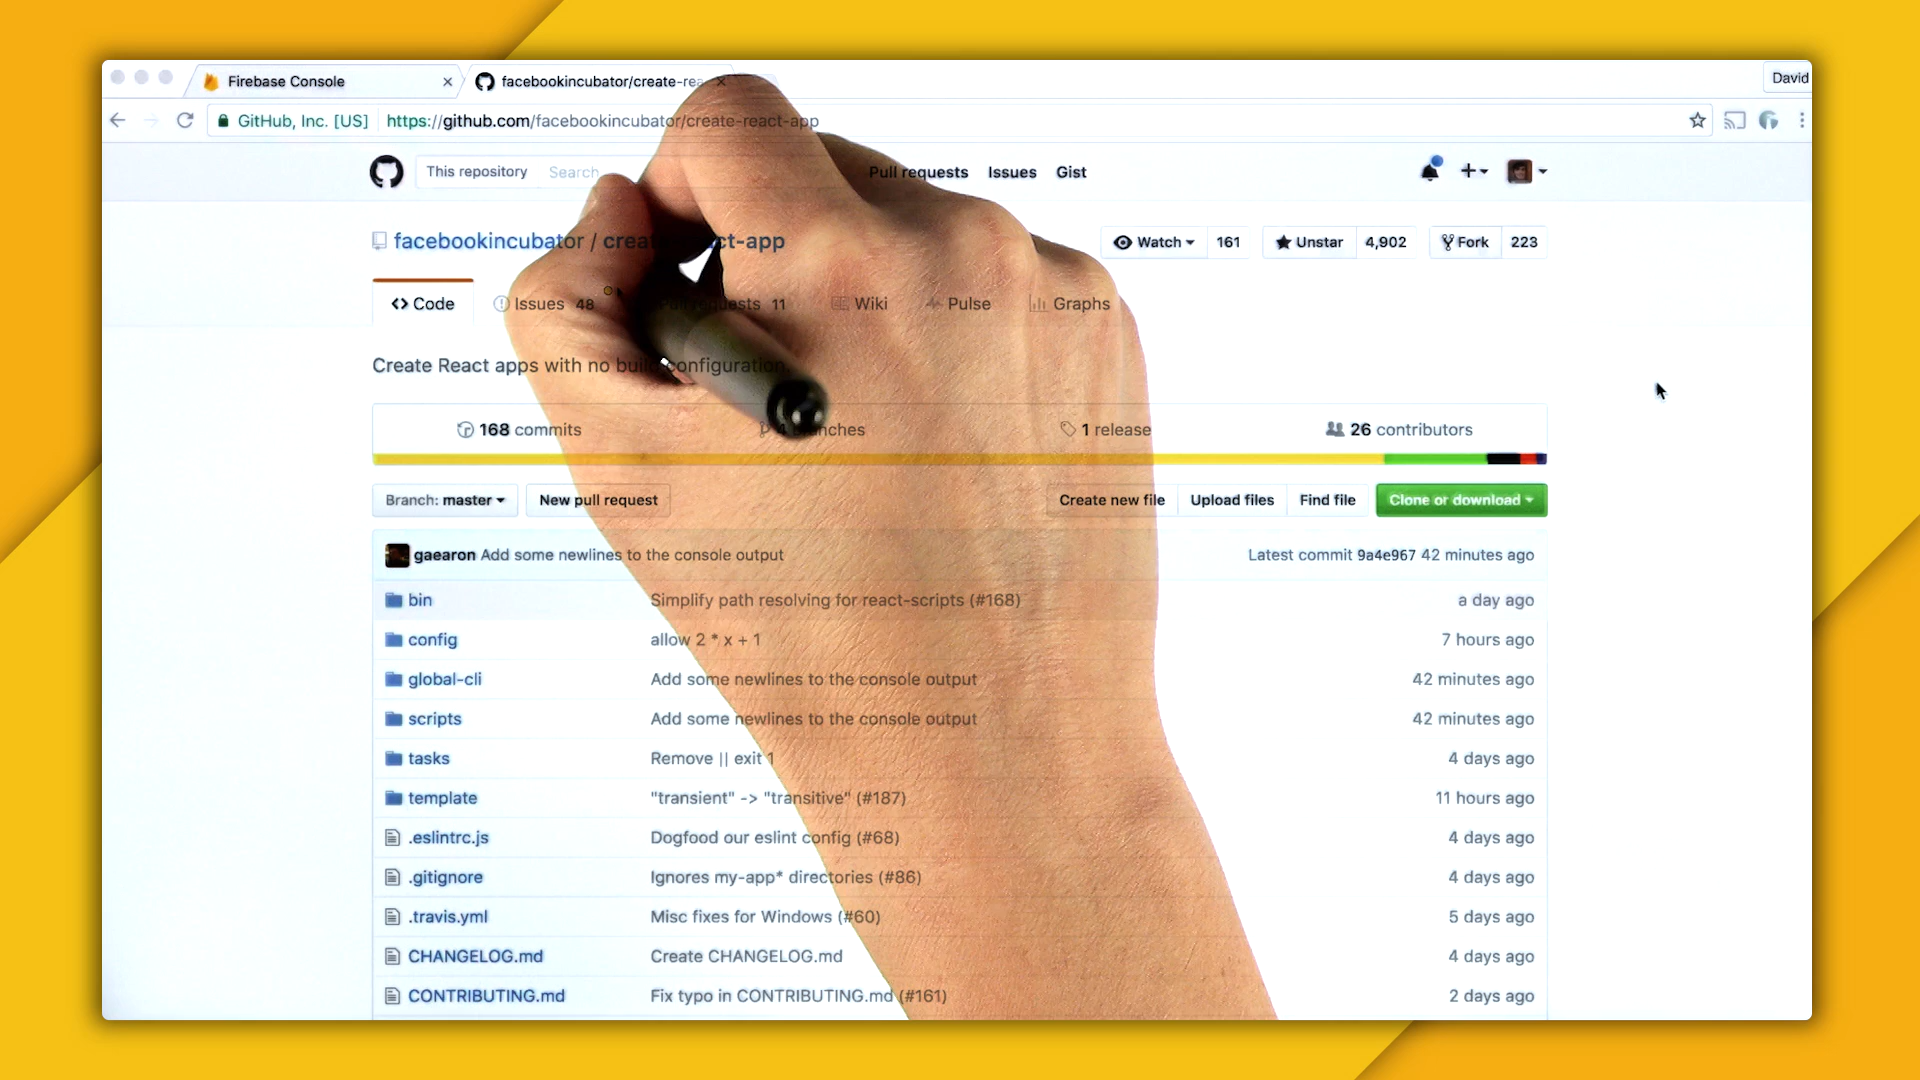 Firebase Console
facebookincubator/create-rea
David
GitHub, Inc. [US] https://github.com/facebookincubator/create-react-app
This repository Search Pull requests Issues Gist
facebookincubator / create-react-app
Watch 161 Unstar 4,902 Fork 223
Code Issues 48 Pull requests 11 Wiki Pulse Graphs
Create React apps with no build configuration.
168 commits branches 1 release 26 contributors
Branch: master New pull request Create new file Upload files Find file Clone or download
gaearon Add some newlines to the console output Latest commit 9a4e967 42 minutes ago
bin Simplify path resolving for react-scripts (#168) a day ago
config allow 2 * x + 1 7 hours ago
global-cli Add some newlines to the console output 42 minutes ago
scripts Add some newlines to the console output 42 minutes ago
tasks Remove || exit 1 4 days ago
template "transient" -> "transitive" (#187) 11 hours ago
.eslintrc.js Dogfood our eslint config (#68) 4 days ago
.gitignore Ignores my-app* directories (#86) 4 days ago
.travis.yml Misc fixes for Windows (#60) 5 days ago
CHANGELOG.md Create CHANGELOG.md 4 days ago
CONTRIBUTING.md Fix typo in CONTRIBUTING.md (#161) 2 days ago